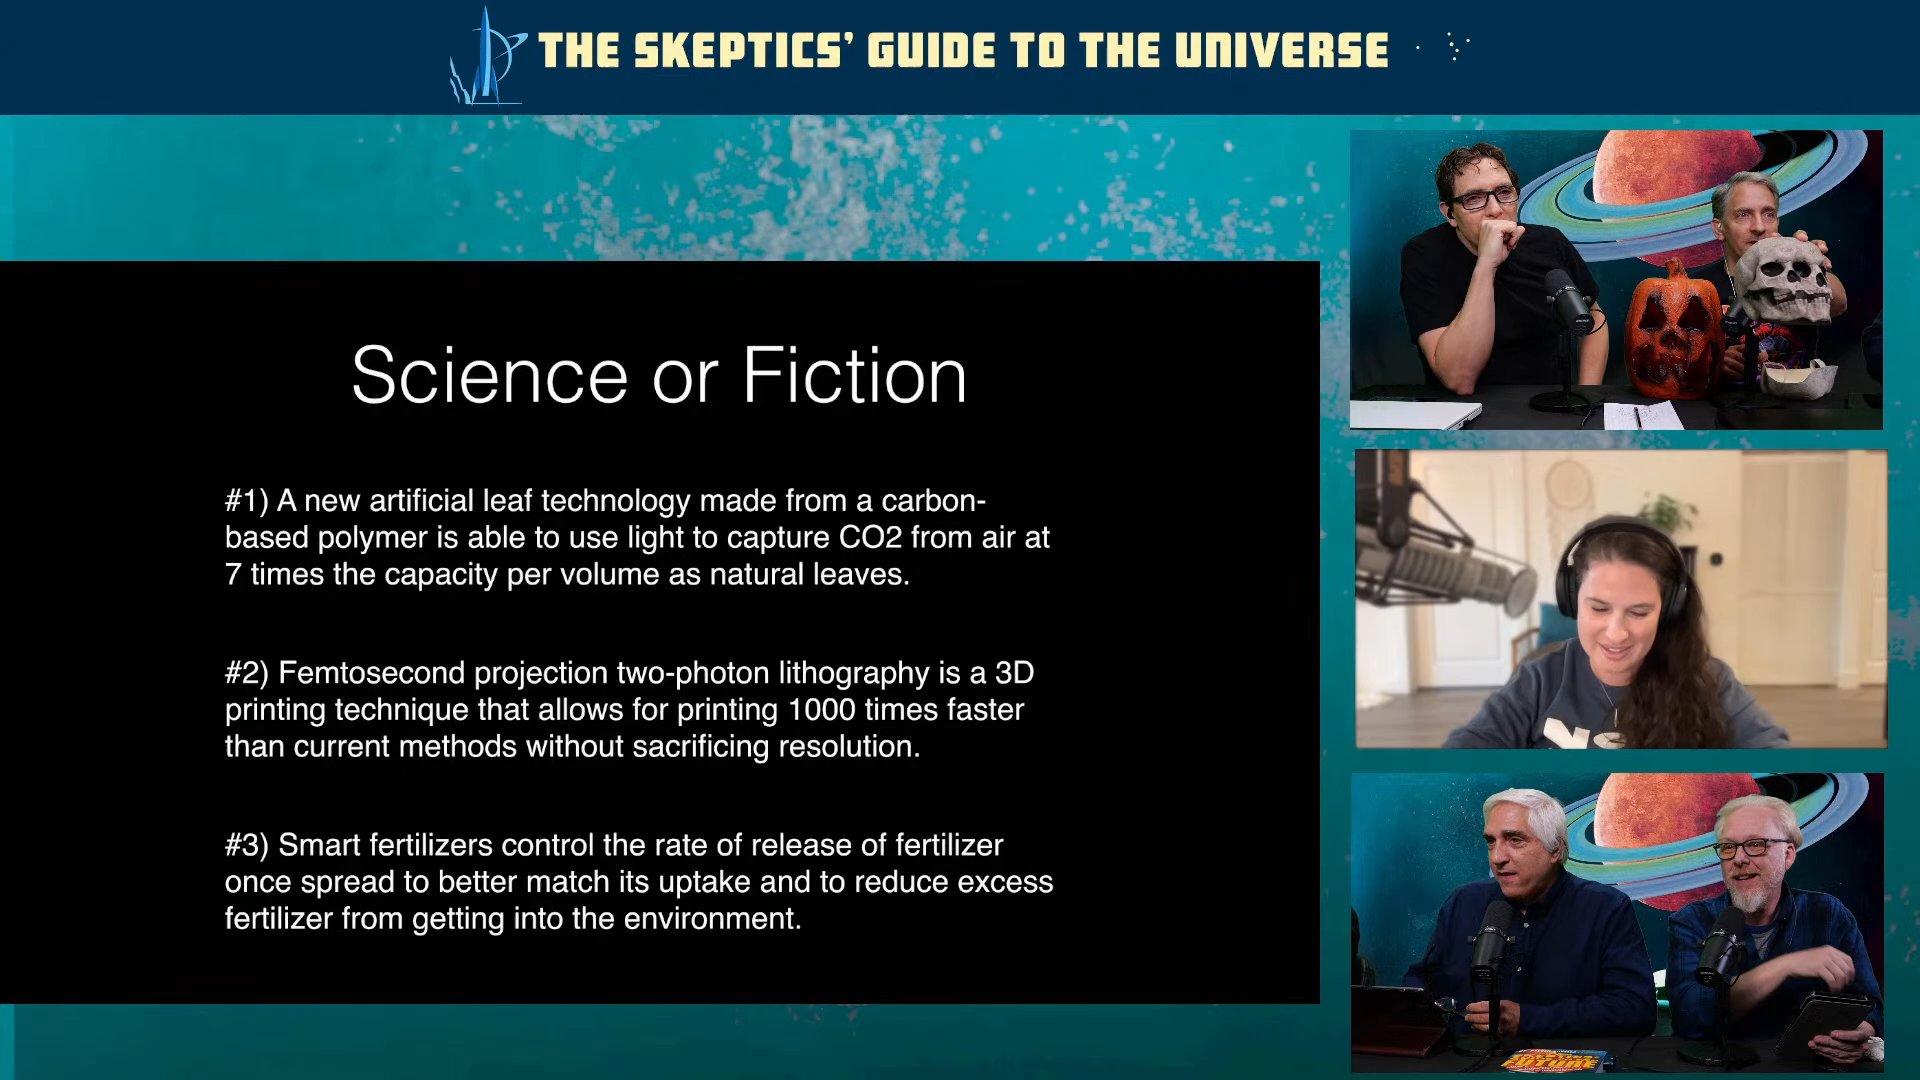 THE SKEPTICS' GUIDE TO THE UNIVERSE
Science or Fiction
#1) A new artificial leaf technology made from a carbon-
based polymer is able to use light to capture CO2 from air at
7 times the capacity per volume as natural leaves.
#2) Femtosecond projection two-photon lithography is a 3D
printing technique that allows for printing 1000 times faster
than current methods without sacrificing resolution.
#3) Smart fertilizers control the rate of release of fertilizer
once spread to better match its uptake and to reduce excess
fertilizer from getting into the environment.
FUTURE